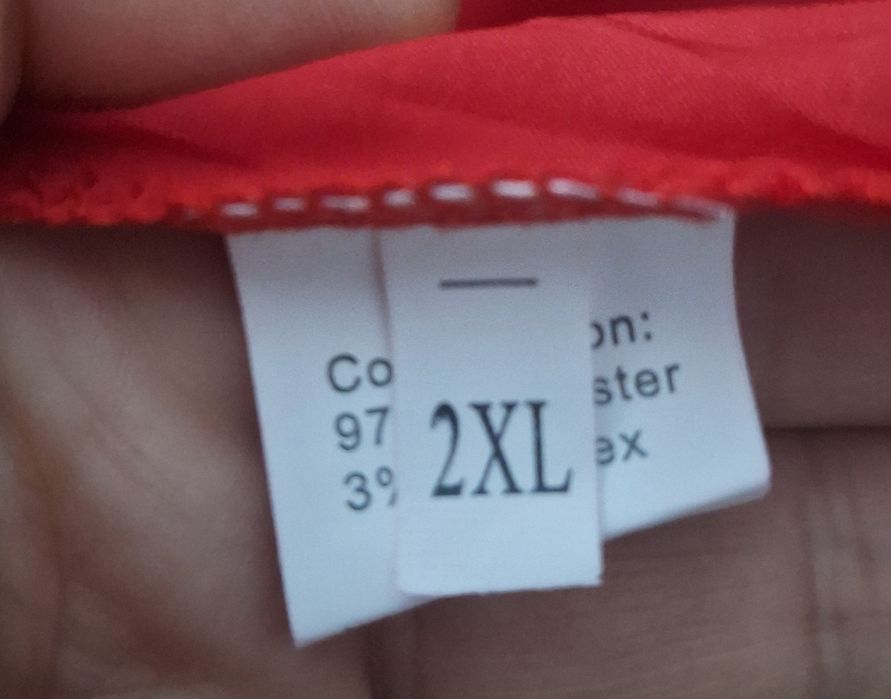 Co on:
97 ster
3% ex
2XL